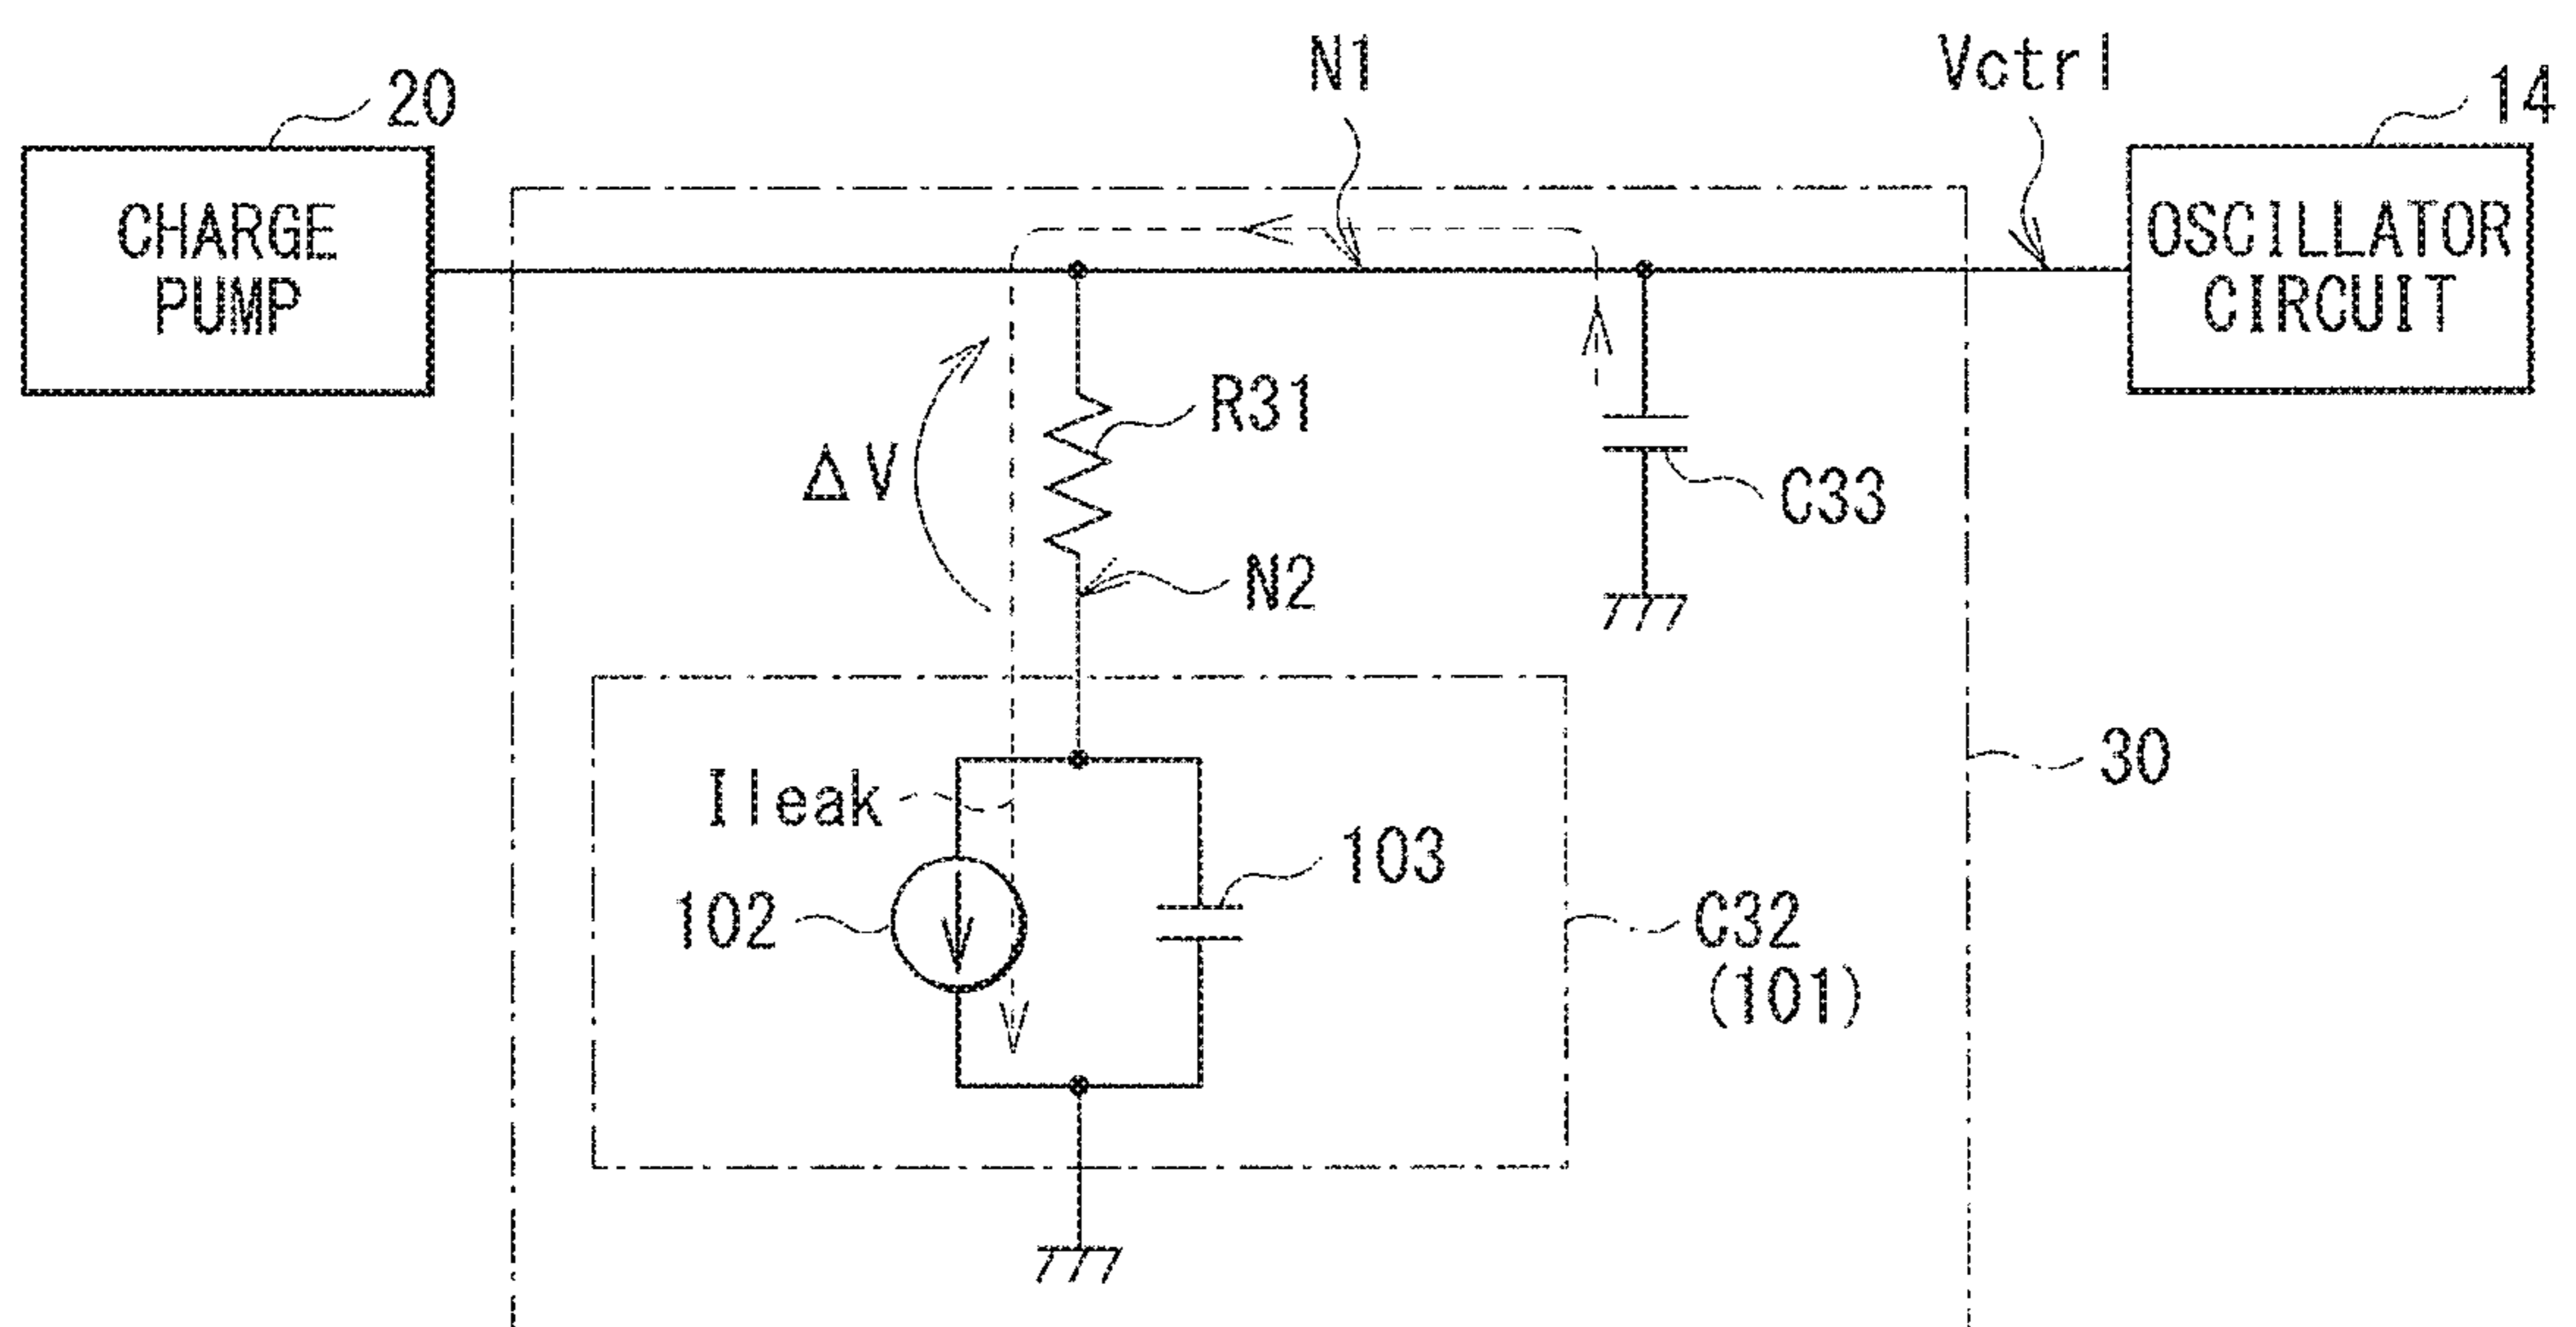 N1
Vctrl
20
14
CHARGE
PUMP
OSCILLATOR
CIRCUIT
R31
ΔV
C33
N2
30
Ileak
103
102
C32
(101)